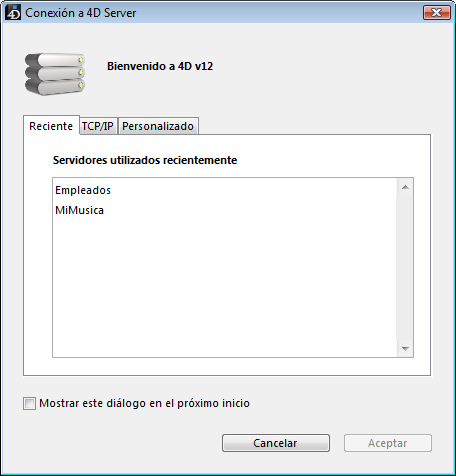 4D Conexión a 4D Server
Bienvenido a 4D v12
Reciente TCP/IP Personalizado
Servidores utilizados recientemente
Empleados
MiMusica
Mostrar este diálogo en el próximo inicio
Cancelar Aceptar